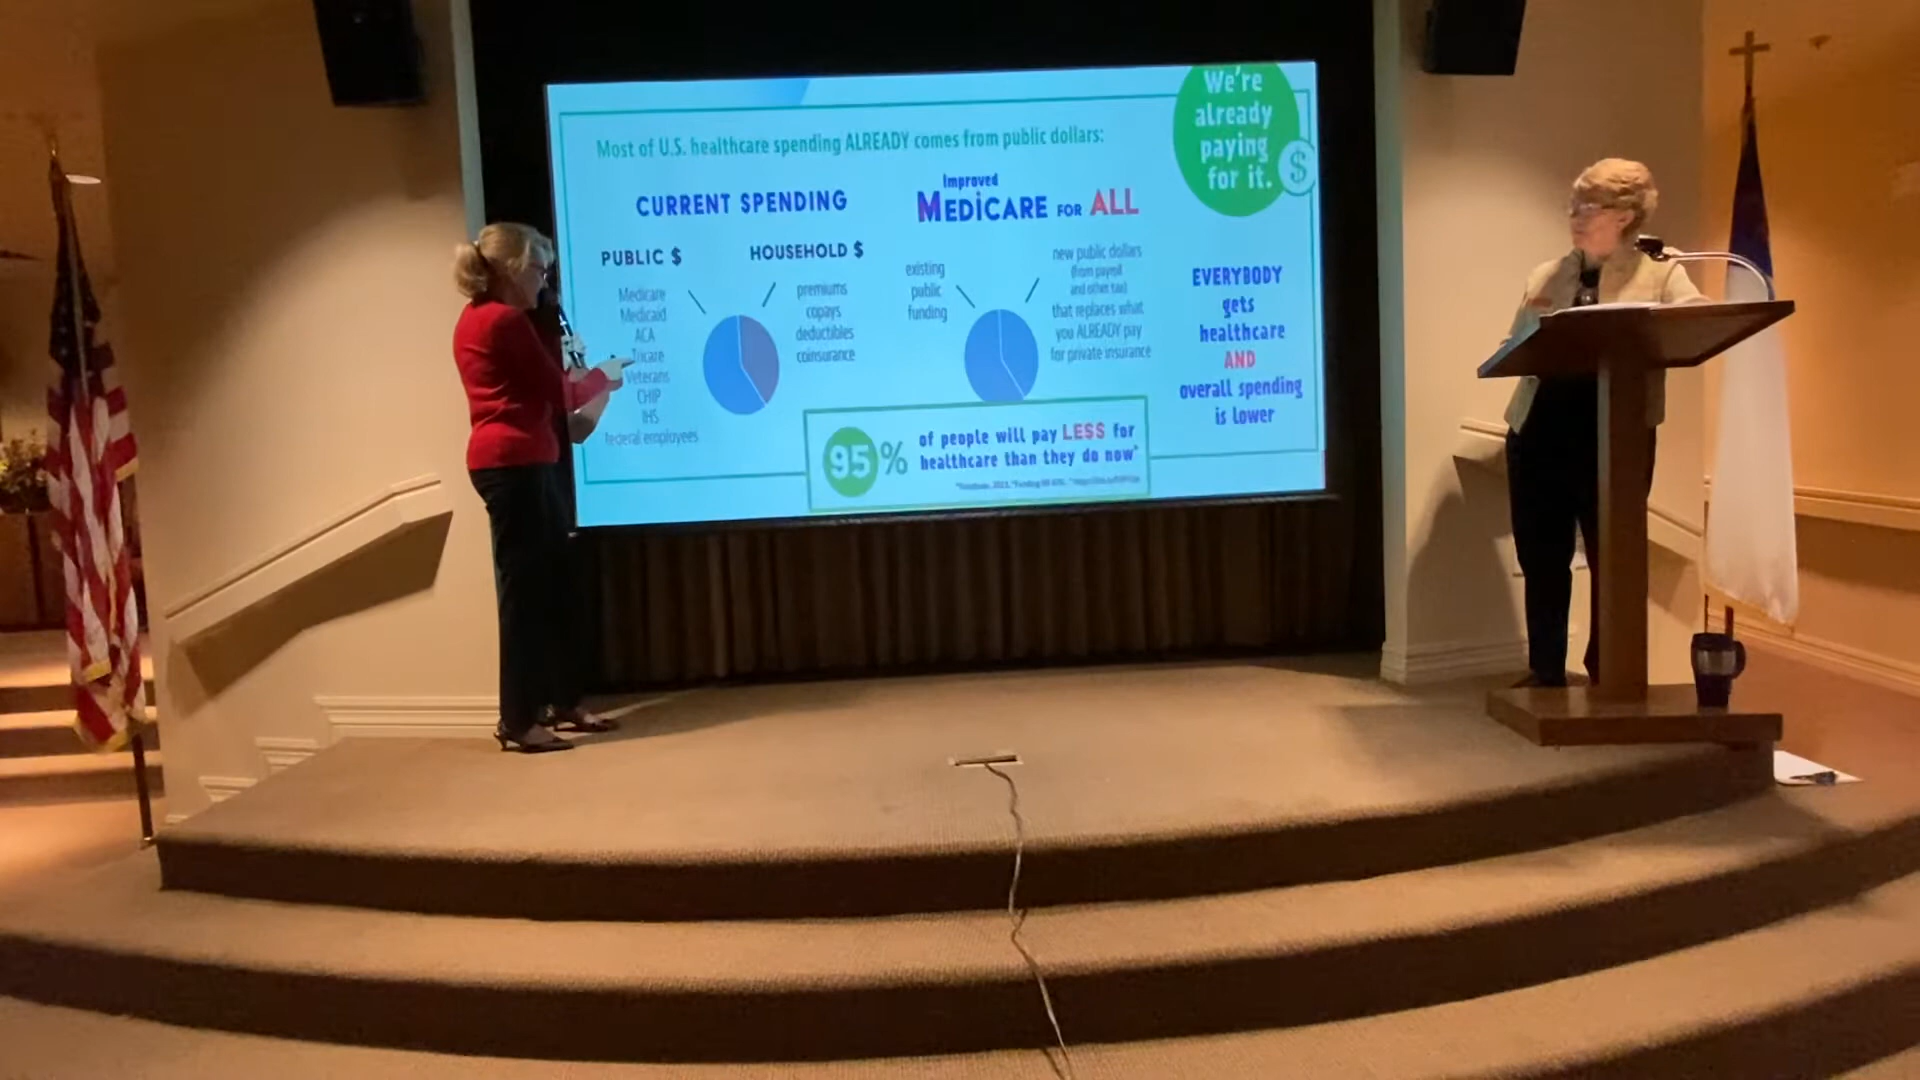 We're
already
paying
for it.
$
Most of U.S. healthcare spending ALREADY comes from public dollars:
CURRENT SPENDING
PUBLIC $
Medicare
Medicaid
ACA
Tricare
Veterans
CHIP
IHS
federal employees
HOUSEHOLD $
premiums
copays
deductibles
coinsurance
Improved
MEDICARE FOR ALL
existing
public
funding
new public dollars
(from payroll
and other tax)
that replaces what
you ALREADY pay
for private insurance
EVERYBODY
gets
healthcare
AND
overall spending
is lower
95% of people will pay LESS for
healthcare than they do now*